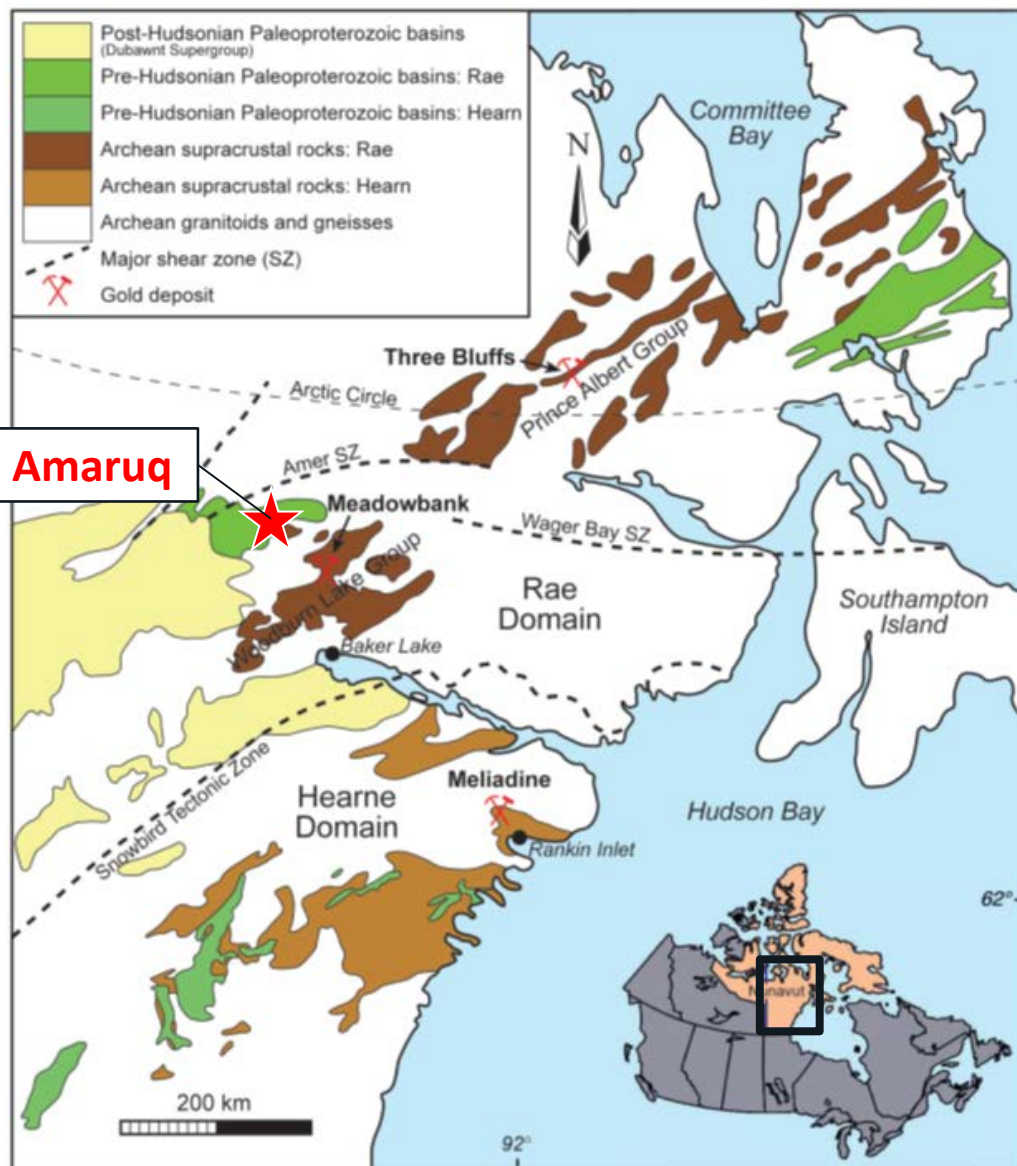 Post-Hudsonian Paleoproterozoic basins
(Dubawnt Supergroup)
Pre-Hudsonian Paleoproterozoic basins: Rae
Pre-Hudsonian Paleoproterozoic basins: Hearn
Archean supracrustal rocks: Rae
Archean supracrustal rocks: Hearn
Archean granitoids and gneisses
Major shear zone (SZ)
Gold deposit
N
Committee
Bay
Three Bluffs
Prince Albert Group
Arctic Circle
Amaruq
Amer SZ
Meadowbank
Wager Bay SZ
Woodburn Lake Group
Rae
Domain
Southampton
Island
Baker Lake
Snowbird Tectonic Zone
Meliadine
Hearne
Domain
Hudson Bay
Rankin Inlet
62°
Nunavut
200 km
92°